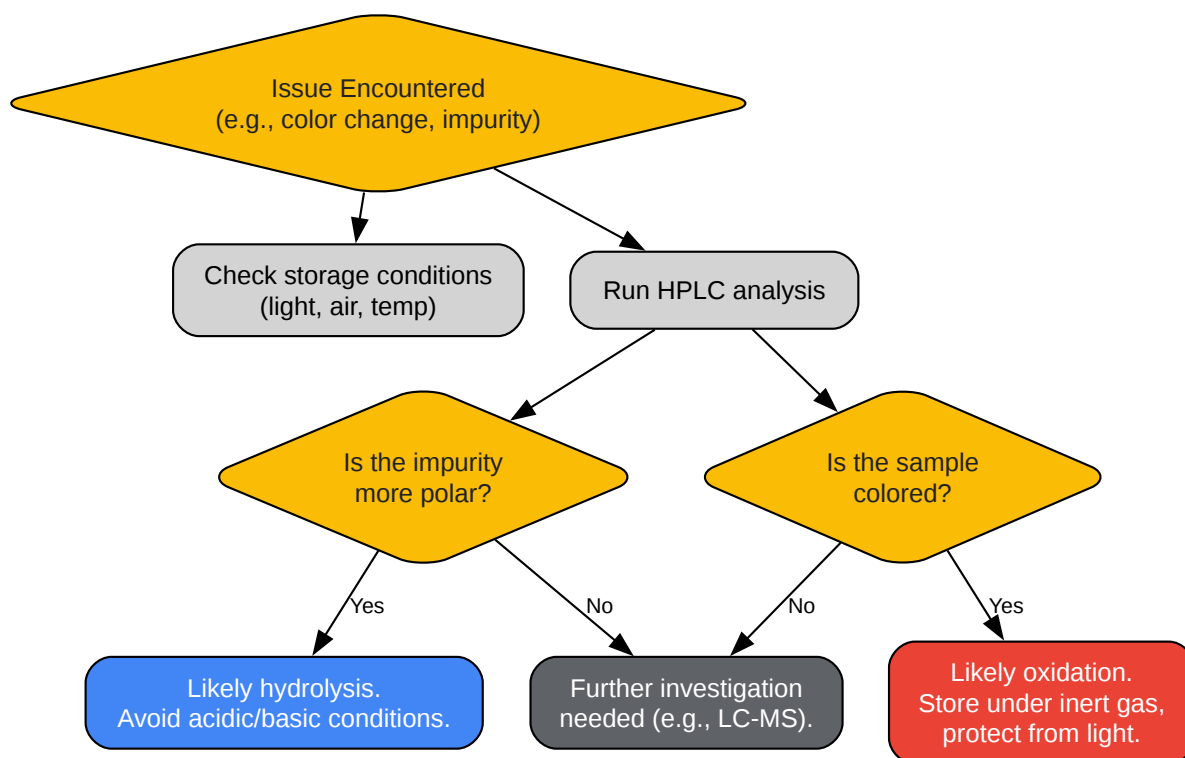 Issue Encountered
(e.g., color change, impurity)
Check storage conditions
(light, air, temp)
Run HPLC analysis
Is the impurity
more polar?
Is the sample
colored?
Yes
No
No
Yes
Likely hydrolysis.
Avoid acidic/basic conditions.
Further investigation
needed (e.g., LC-MS).
Likely oxidation.
Store under inert gas,
protect from light.